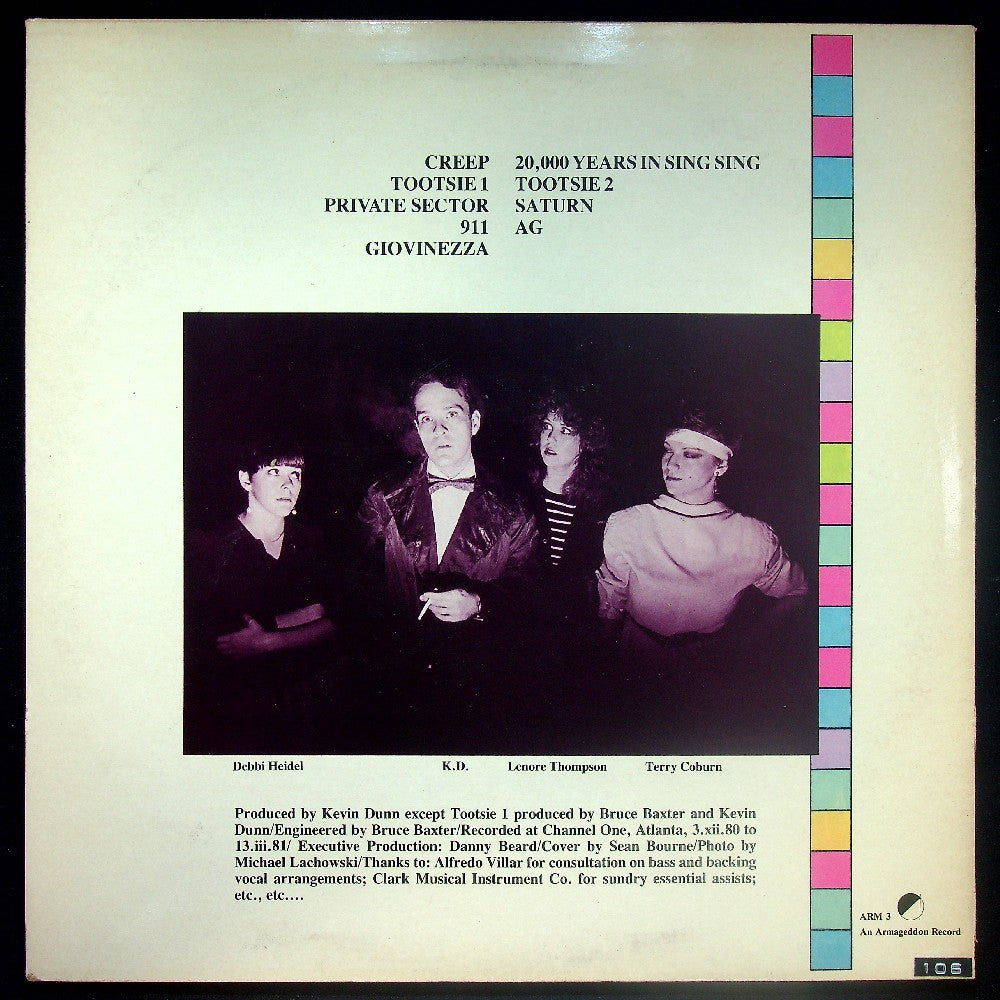 CREEP
TOOTSIE 1
PRIVATE SECTOR
911
GIOVINEZZA
20,000 YEARS IN SING SING
TOOTSIE 2
SATURN
AG
Debbi Heidel K.D. Lenore Thompson Terry Coburn
Produced by Kevin Dunn except Tootsie 1 produced by Bruce Baxter and Kevin
Dunn/Engineered by Bruce Baxter/Recorded at Channel One, Atlanta, 3.xii.80 to
13.iii.81/ Executive Production: Danny Beard/Cover by Sean Bourne/Photo by
Michael Lachowski/Thanks to: Alfredo Villar for consultation on bass and backing
vocal arrangements; Clark Musical Instrument Co. for sundry essential assists;
etc., etc....
ARM 3
An Armageddon Record
106